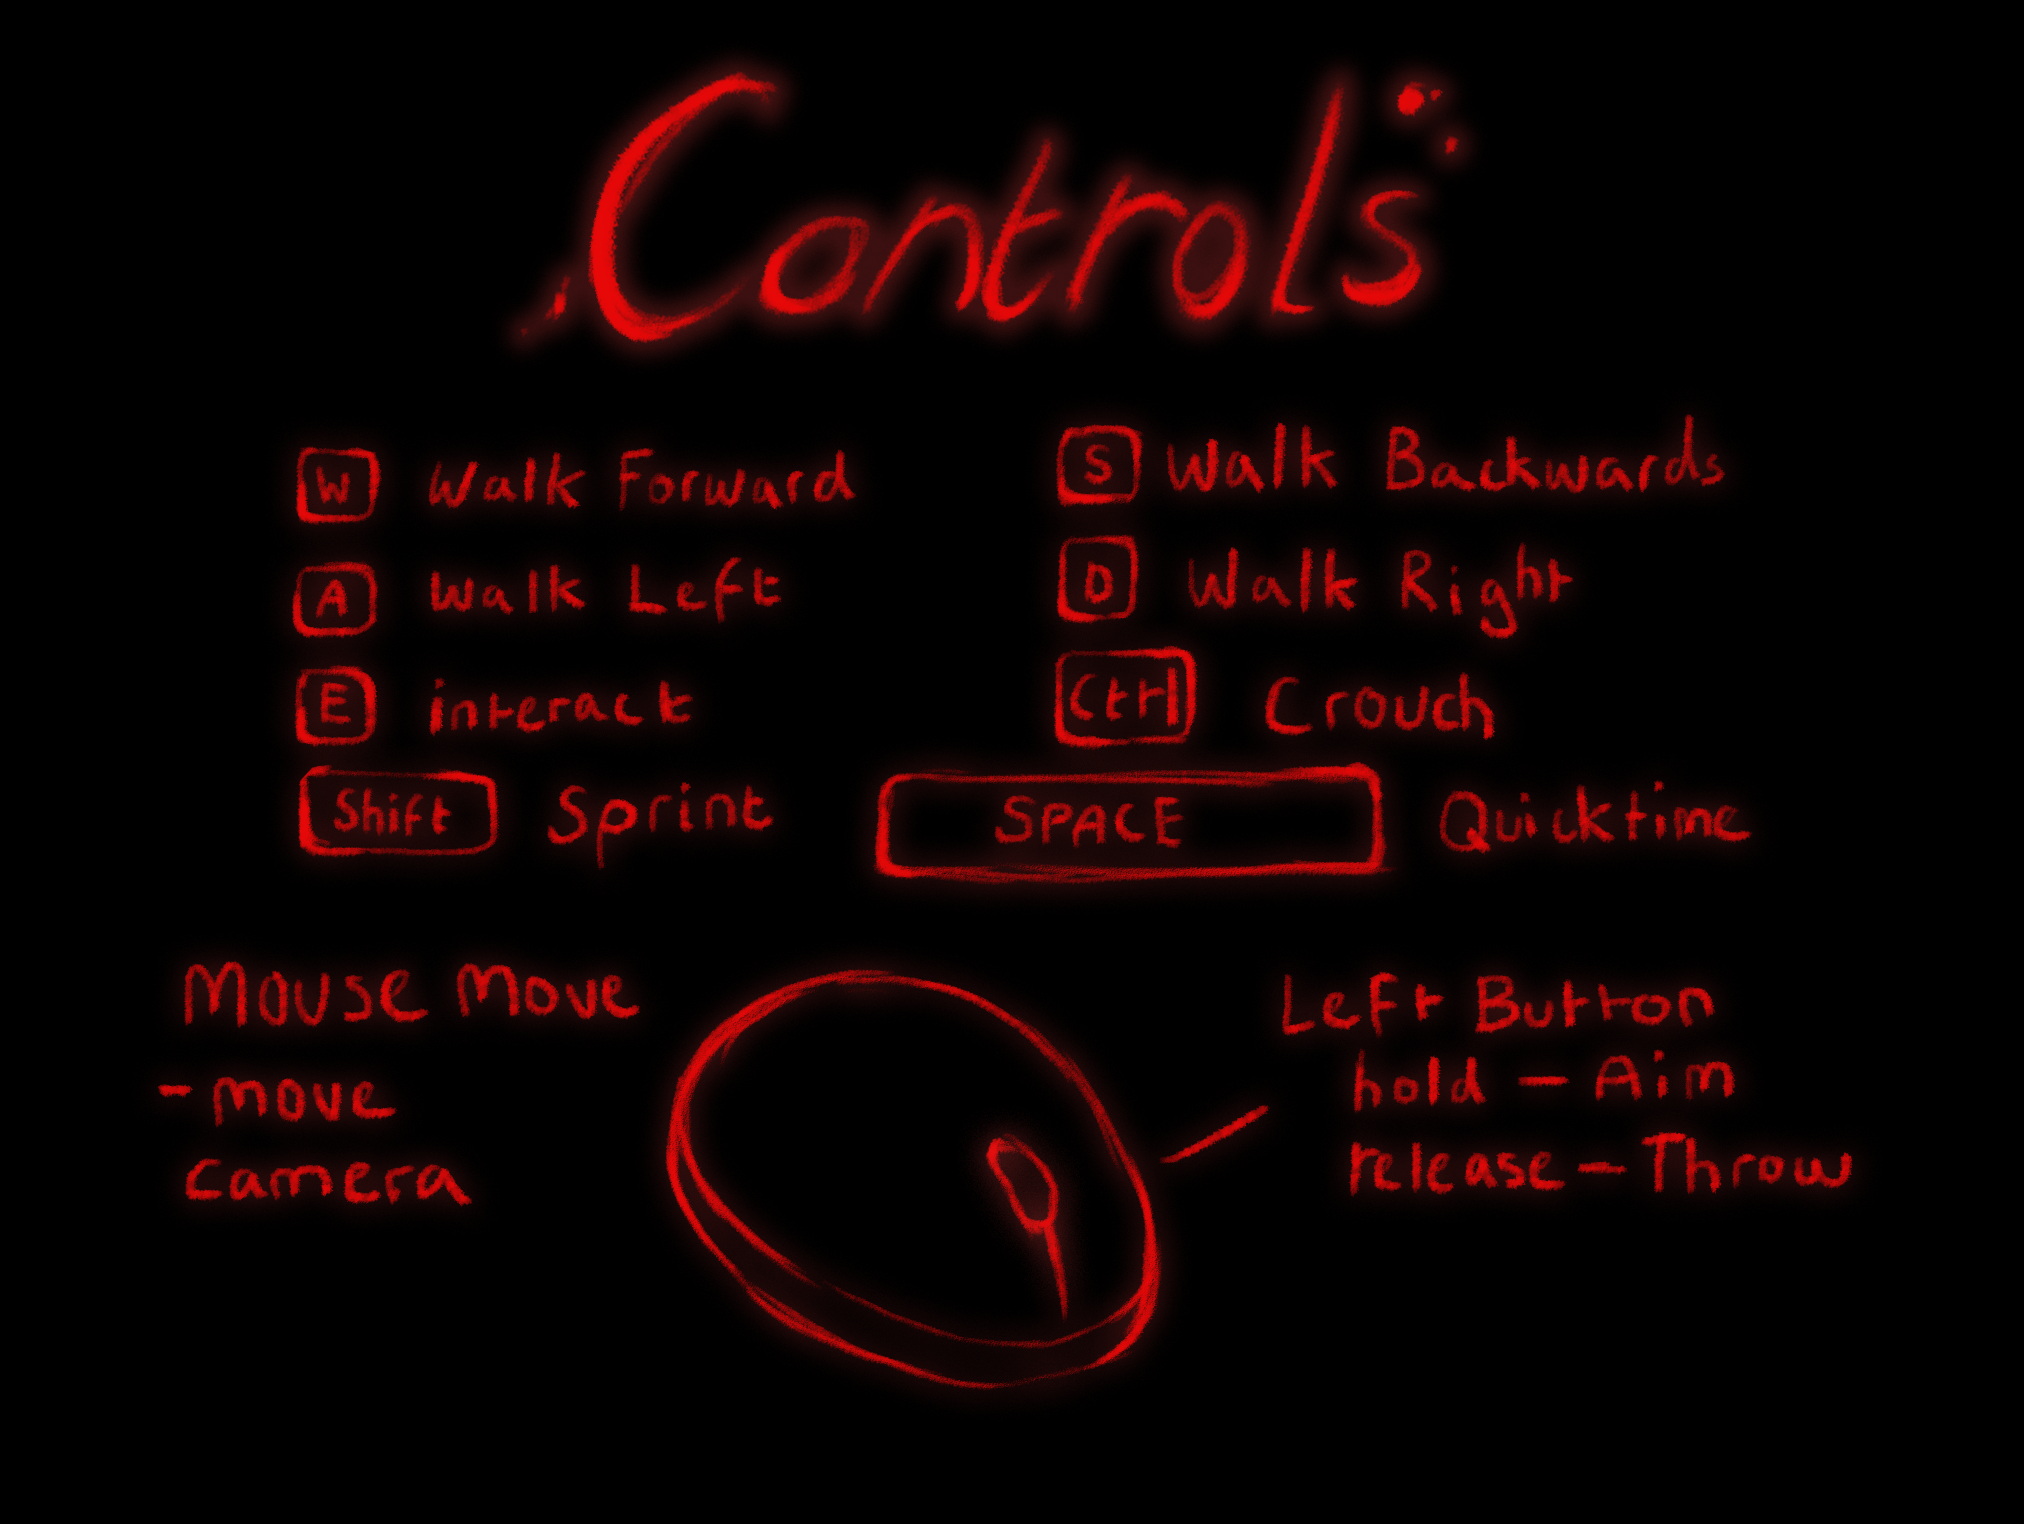 Controls
W Walk Forward
S Walk Backwards
A Walk Left
D Walk Right
E interact
Ctrl Crouch
Shift Sprint
SPACE Quicktime
Mouse Move
- move
camera
Left Button
hold - Aim
release - Throw